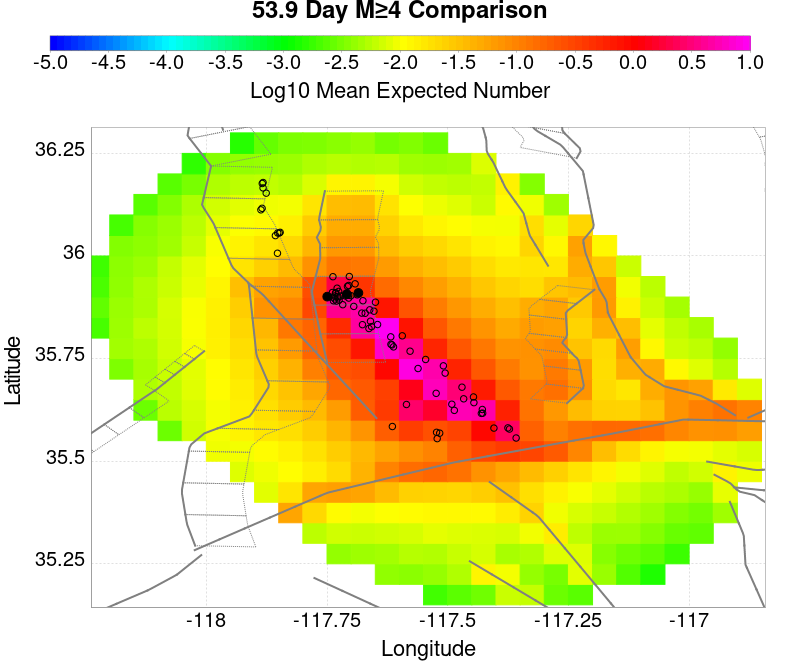 53.9 Day M≥4 Comparison
-5.0 -4.5 -4.0 -3.5 -3.0 -2.5 -2.0 -1.5 -1.0 -0.5 0.0 0.5 1.0
Log10 Mean Expected Number
36.25
36
35.75
35.5
35.25
Latitude
-118 -117.75 -117.5 -117.25 -117
Longitude